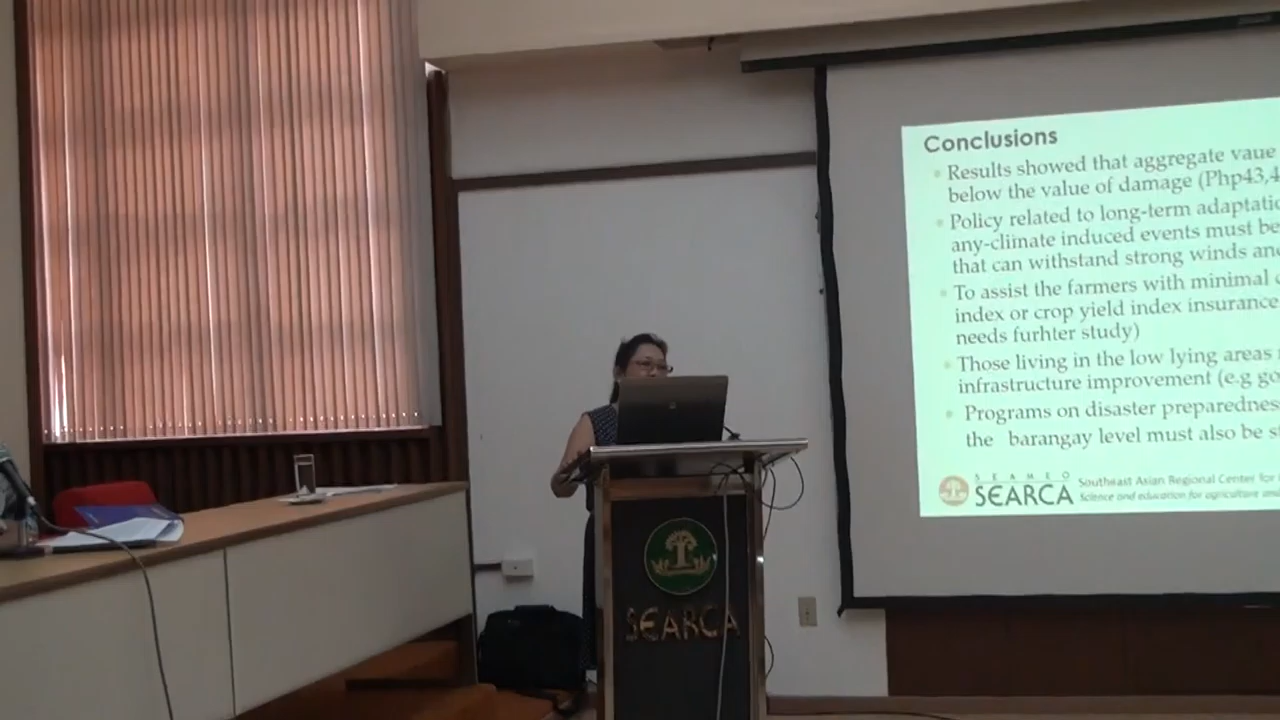 Conclusions
Results showed that aggregate vaue
below the value of damage (Php43,4
Policy related to long-term adaptatio
any-climate induced events must be
that can withstand strong winds and
To assist the farmers with minimal
index or crop yield index insurance
needs furhter study)
Those living in the low lying areas
infrastructure improvement (e.g go
Programs on disaster preparednes
the barangay level must also be s
SEAMEO
SEARCA
Southeast Asian Regional Center for
Science and education for agriculture an
SEARCA